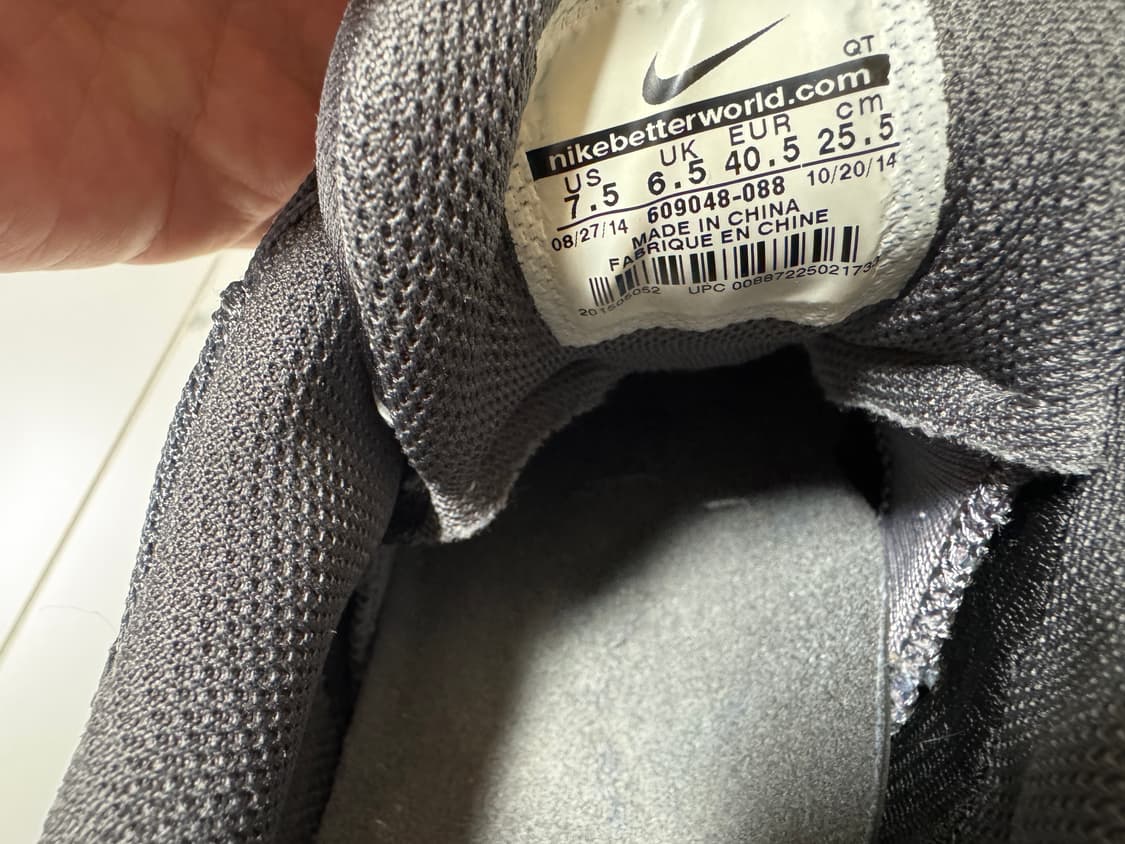 QT
nikebetterworld.com
US UK EUR cm
7.5 6.5 40.5 25.5
08/27/14 609048-088 10/20/14
MADE IN CHINA
FABRIQUE EN CHINE
UPC